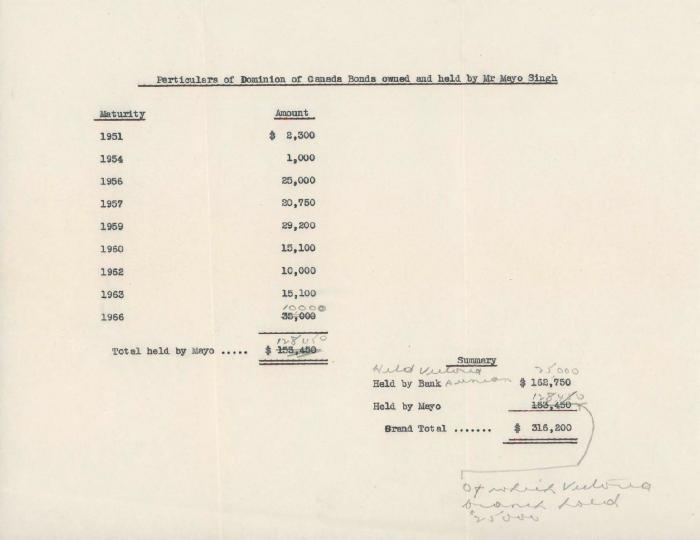 Particulars of Dominion of Canada Bonds owned and held by Mr Mayo Singh
Maturity Amount
1951 $ 2,300
1954 1,000
1956 25,000
1957 20,750
1959 29,200
1960 15,100
1962 10,000
1963 15,100
10000
1966 35,000
128450
Total held by Mayo ..... $ 153,450
Summary
Held Victoria 25000
Held by Bank $ 162,750
128450
Held by Mayo 153,450
Grand Total ....... $ 316,200
Of which Victoria
branch hold
$25000